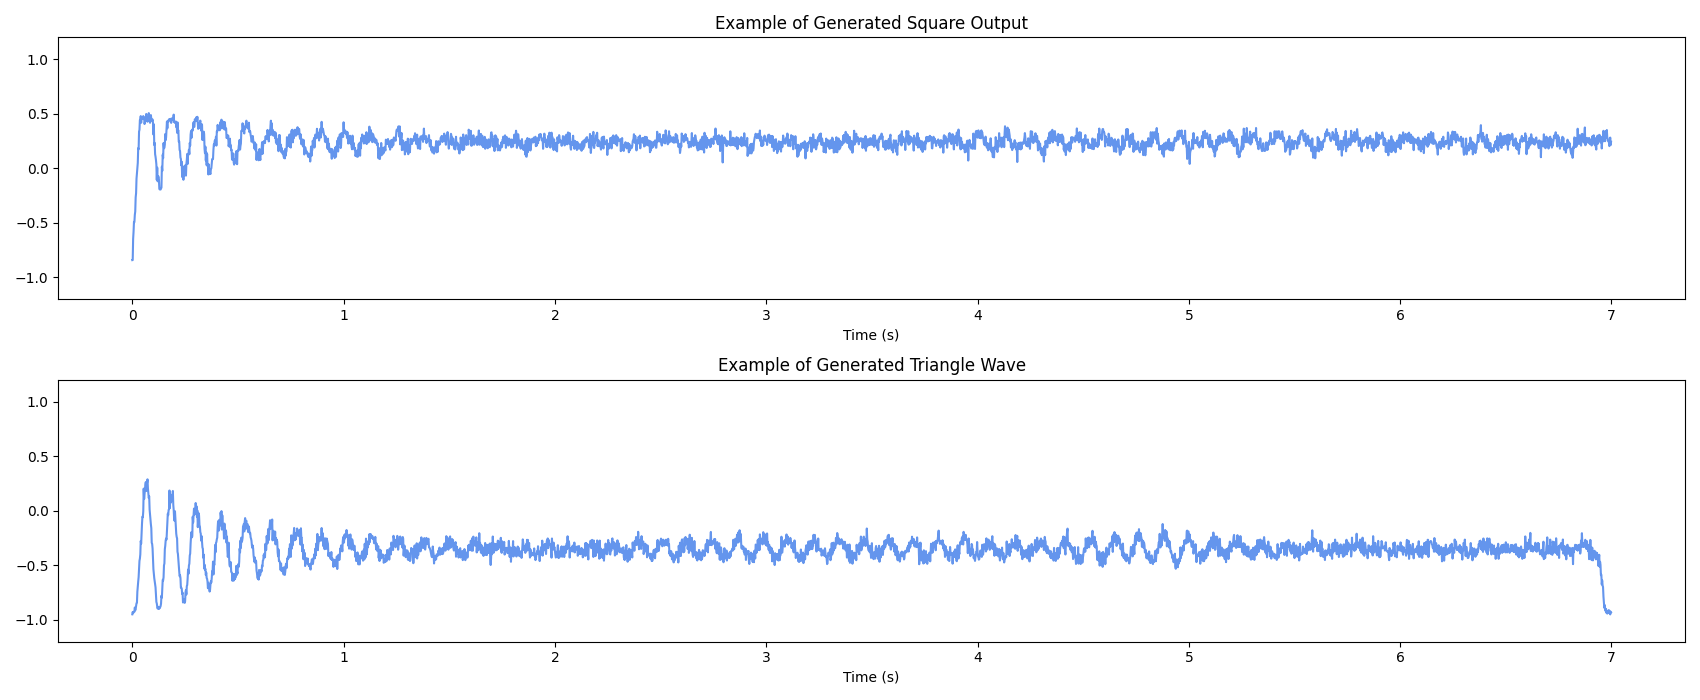 Example of Generated Square Output
1.0
0.5
0.0
−0.5
−1.0
0 1 2 3 4 5 6 7
Time (s)
Example of Generated Triangle Wave
1.0
0.5
0.0
−0.5
−1.0
0 1 2 3 4 5 6 7
Time (s)